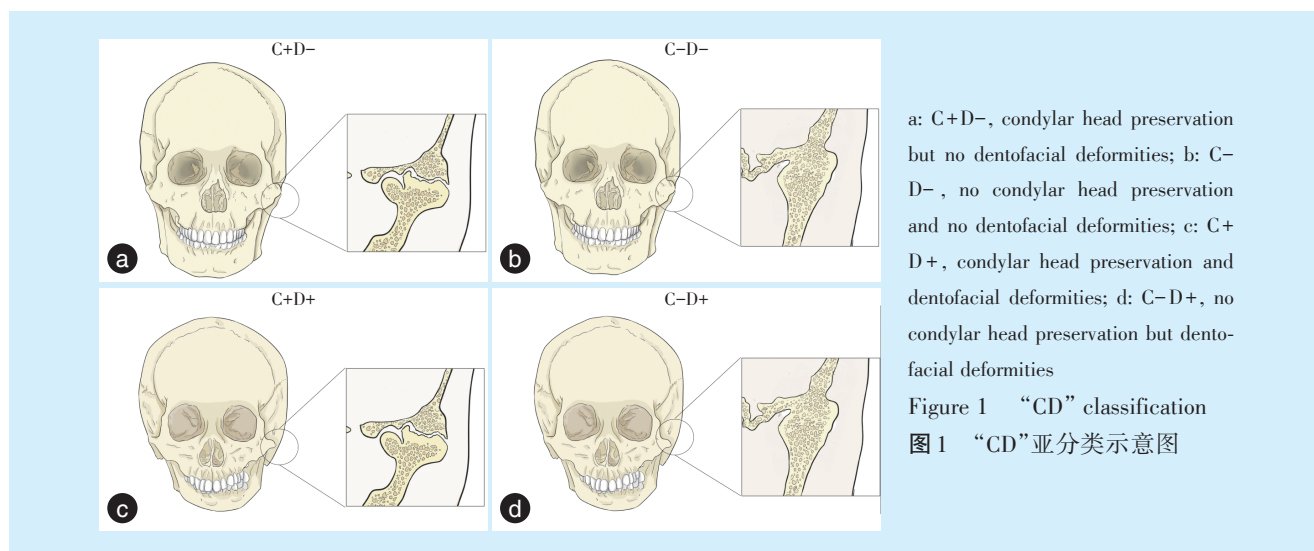 C+D−
C−D−
a
b
C+D+
C−D+
c
d
a: C+D−, condylar head preservation
but no dentofacial deformities; b: C−
D−, no condylar head preservation
and no dentofacial deformities; c: C+
D+, condylar head preservation and
dentofacial deformities; d: C−D+, no
condylar head preservation but dento-
facial deformities
Figure 1 “CD” classification
图1 “CD”亚分类示意图